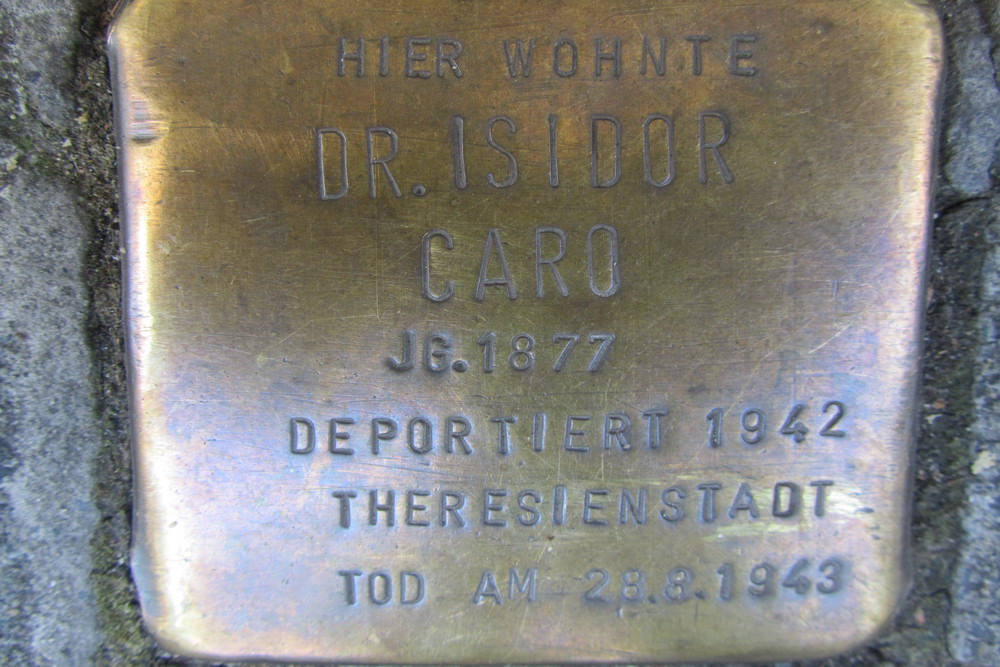 HIER WOHNTE
DR. ISIDOR
CARO
JG. 1877
DEPORTIERT 1942
THERESIENSTADT
TOD AM 28.8.1943